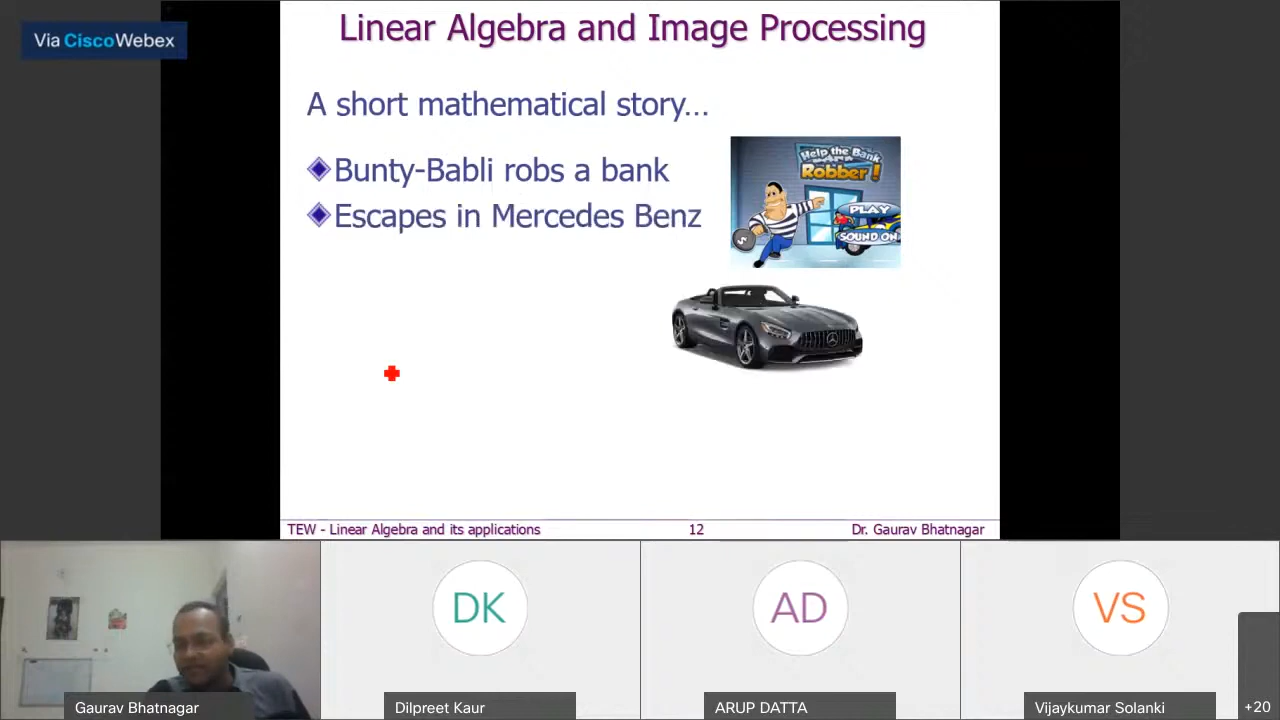 Via Cisco Webex
Linear Algebra and Image Processing
A short mathematical story...
Bunty-Babli robs a bank
Escapes in Mercedes Benz
Help the Bank
Robber!
PLAY
SOUND ON
$
TEW - Linear Algebra and its applications
12
Dr. Gaurav Bhatnagar
DK
AD
VS
Gaurav Bhatnagar
Dilpreet Kaur
ARUP DATTA
Vijaykumar Solanki
+20